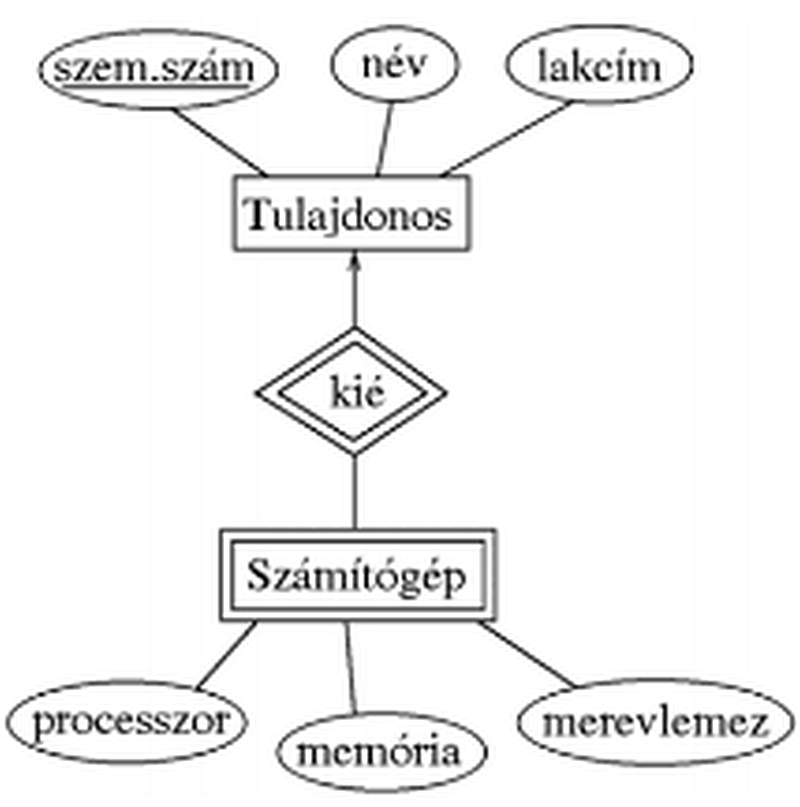 szem.szám
név
lakcím
Tulajdonos
kié
Számítógép
processzor
memória
merevlemez